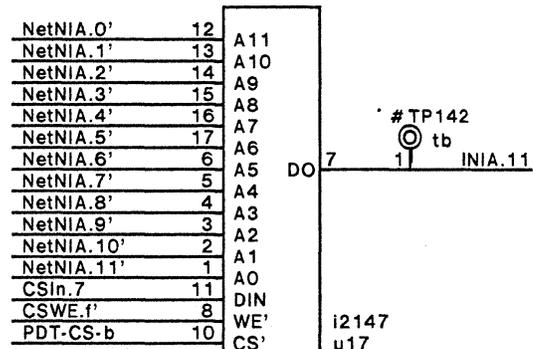 NetNIA.0' 12 A11
NetNIA.1' 13 A10
NetNIA.2' 14 A9
NetNIA.3' 15 A8
NetNIA.4' 16 A7
NetNIA.5' 17 A6
NetNIA.6' 6 A5
NetNIA.7' 5 A4
NetNIA.8' 4 A3
NetNIA.9' 3 A2
NetNIA.10' 2 A1
NetNIA.11' 1 A0
CSIn.7 11 DIN
CSWE.f' 8 WE'
PDT-CS-b 10 CS'
#TP142
tb
DO 7 1 INIA.11
i2147
u17